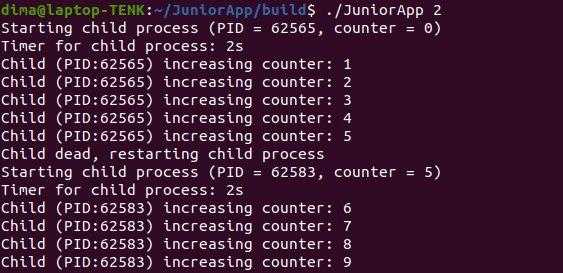 dima@laptop-TENK:~/JuniorApp/build$ ./JuniorApp 2
Starting child process (PID = 62565, counter = 0)
Timer for child process: 2s
Child (PID:62565) increasing counter: 1
Child (PID:62565) increasing counter: 2
Child (PID:62565) increasing counter: 3
Child (PID:62565) increasing counter: 4
Child (PID:62565) increasing counter: 5
Child dead, restarting child process
Starting child process (PID = 62583, counter = 5)
Timer for child process: 2s
Child (PID:62583) increasing counter: 6
Child (PID:62583) increasing counter: 7
Child (PID:62583) increasing counter: 8
Child (PID:62583) increasing counter: 9